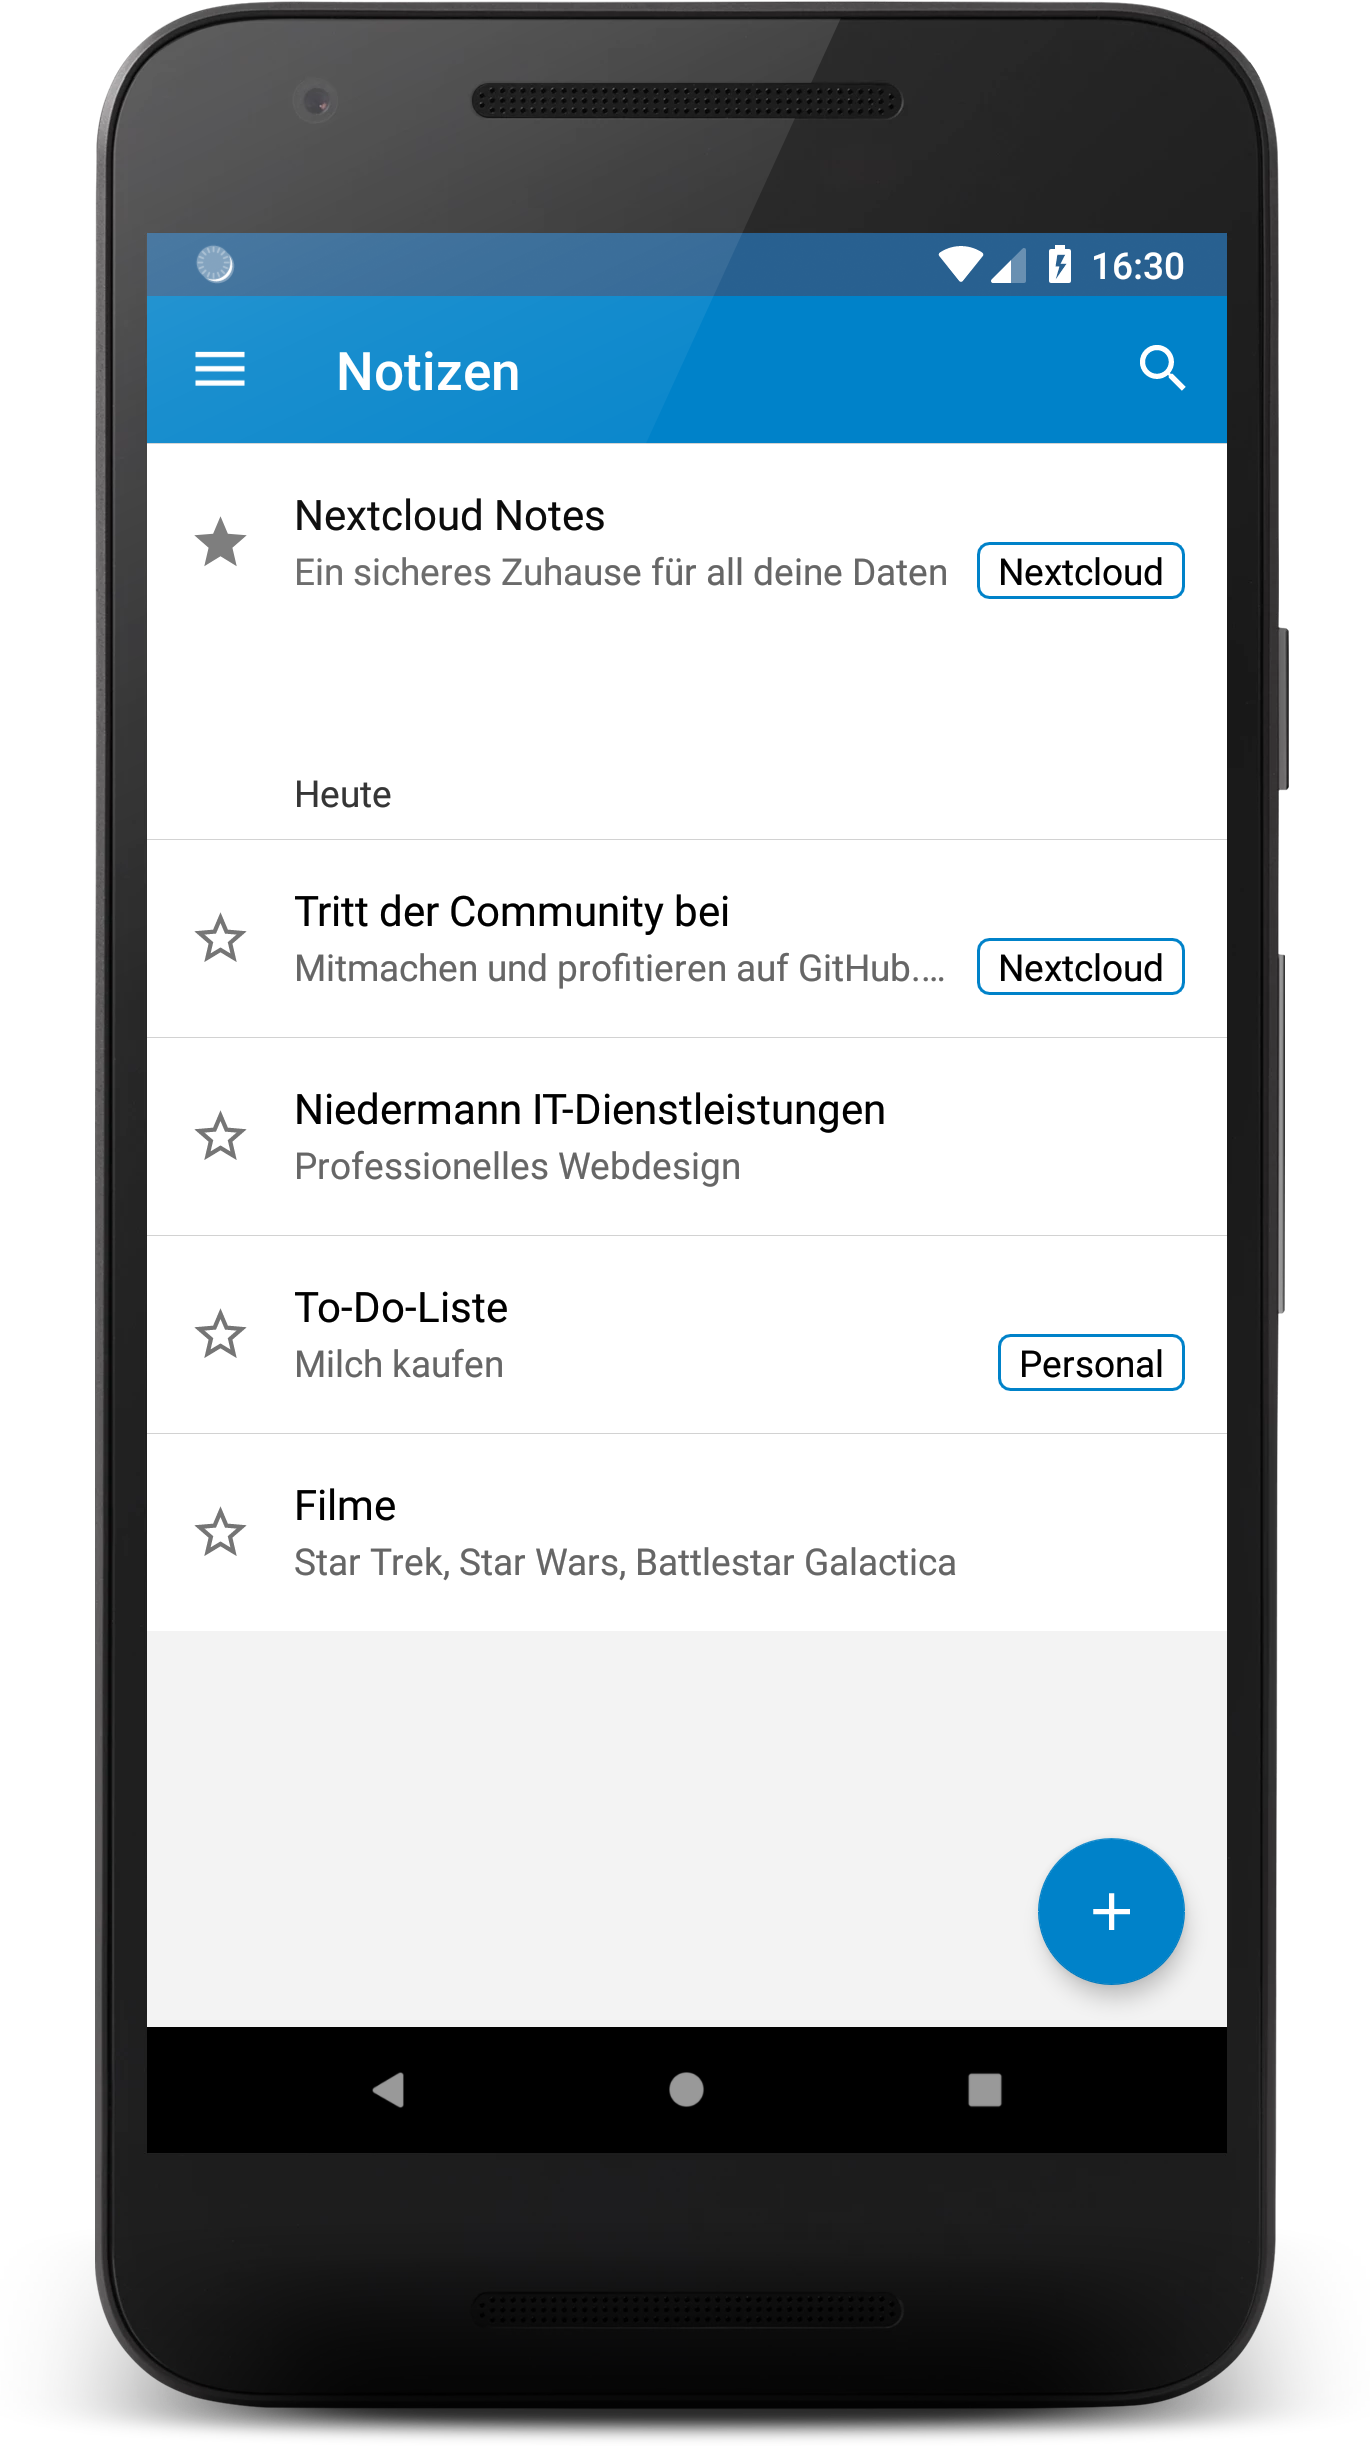 16:30
Notizen
Nextcloud Notes
Ein sicheres Zuhause für all deine Daten
Nextcloud
Heute
Tritt der Community bei
Mitmachen und profitieren auf GitHub....
Nextcloud
Niedermann IT-Dienstleistungen
Professionelles Webdesign
To-Do-Liste
Milch kaufen
Personal
Filme
Star Trek, Star Wars, Battlestar Galactica